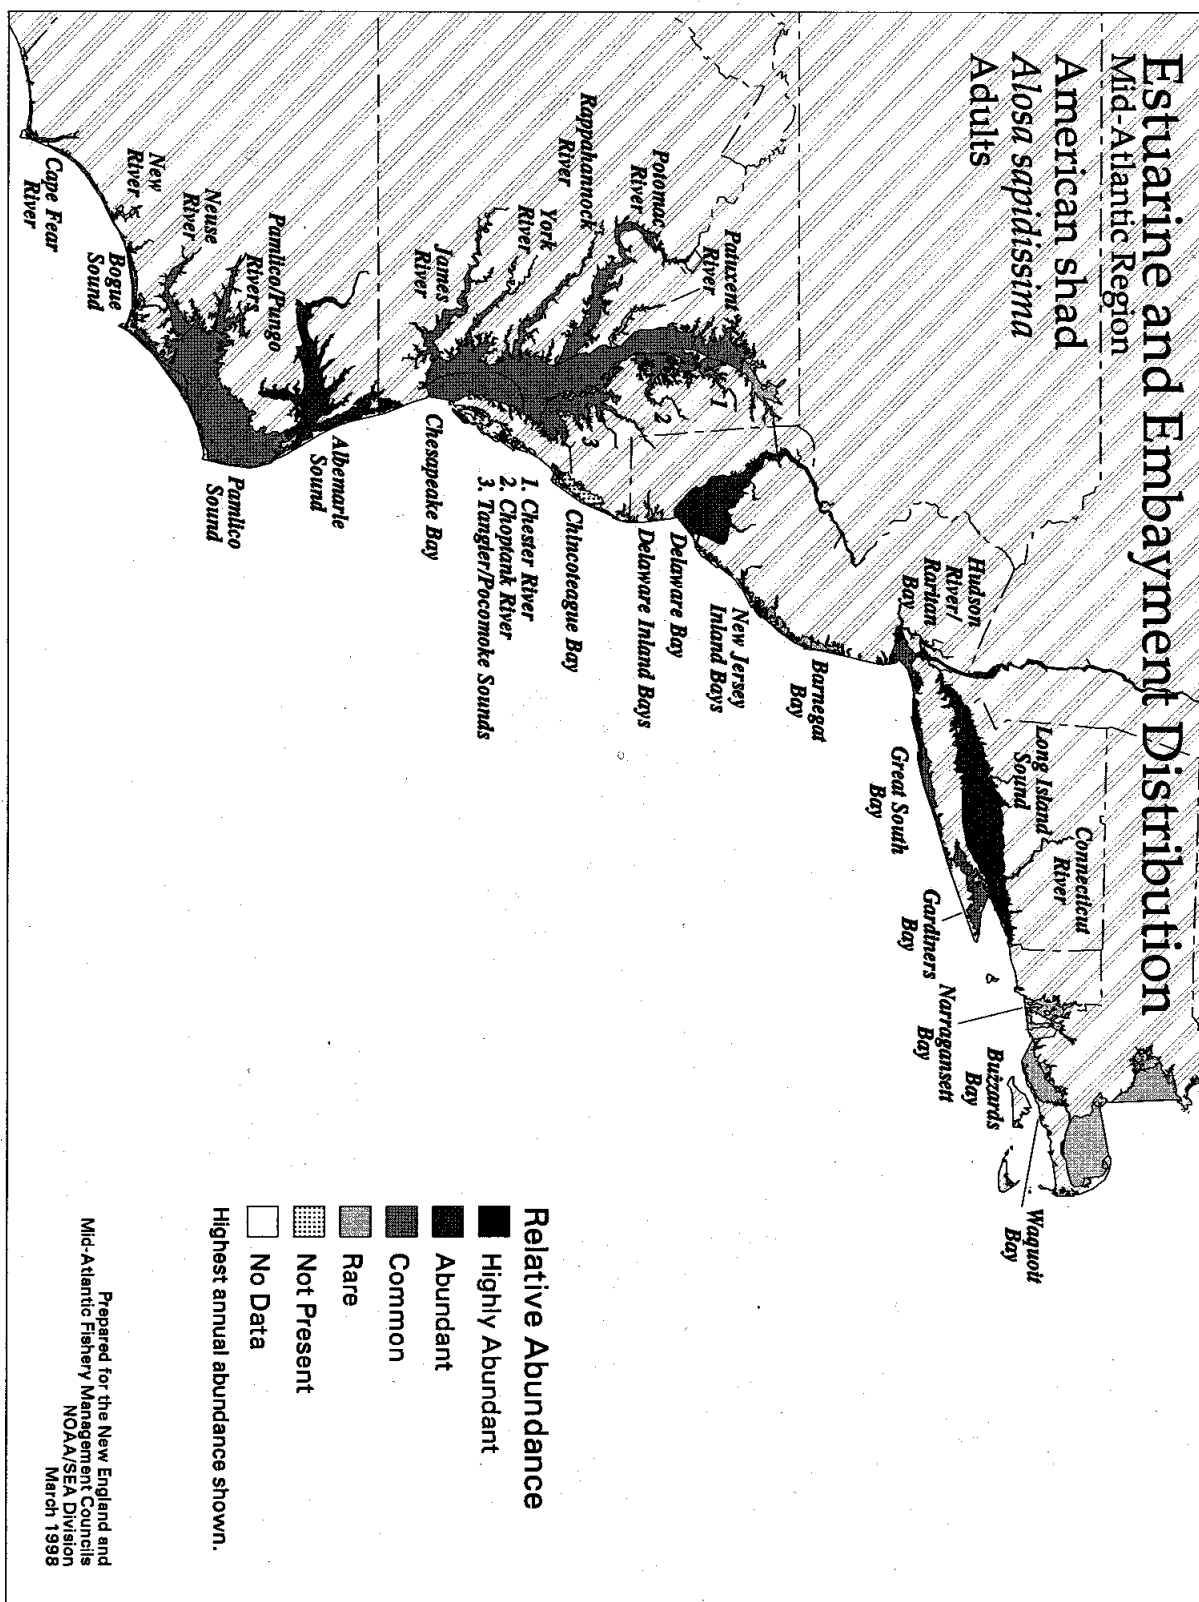 Estuarine and Embayment Distribution
Mid-Atlantic Region
American shad
Alosa sapidissima
Adults
Connecticut
River
Long Island
Sound
Hudson
River/
Raritan
Bay
Waquoit
Bay
Buzzards
Bay
Narragansett
Bay
Gardiners
Bay
Great South
Bay
Barnegat
Bay
New Jersey
Inland Bays
Delaware Bay
Delaware Inland Bays
Chincoteague Bay
1. Chester River
2. Choptank River
3. Tangier/Pocomoke Sounds
Chesapeake Bay
1
2
3
Patuxent
River
Potomac
River
Rappahannock
River
York
River
James
River
Albemarle
Sound
Pamlico
Sound
Pamlico/Pungo
Rivers
Neuse
River
New
River
Bogue
Sound
Cape Fear
River
Relative Abundance
Highly Abundant
Abundant
Common
Rare
Not Present
No Data
Highest annual abundance shown.
Prepared for the New England and
Mid-Atlantic Fishery Management Councils
NOAA/SEA Division
March 1998